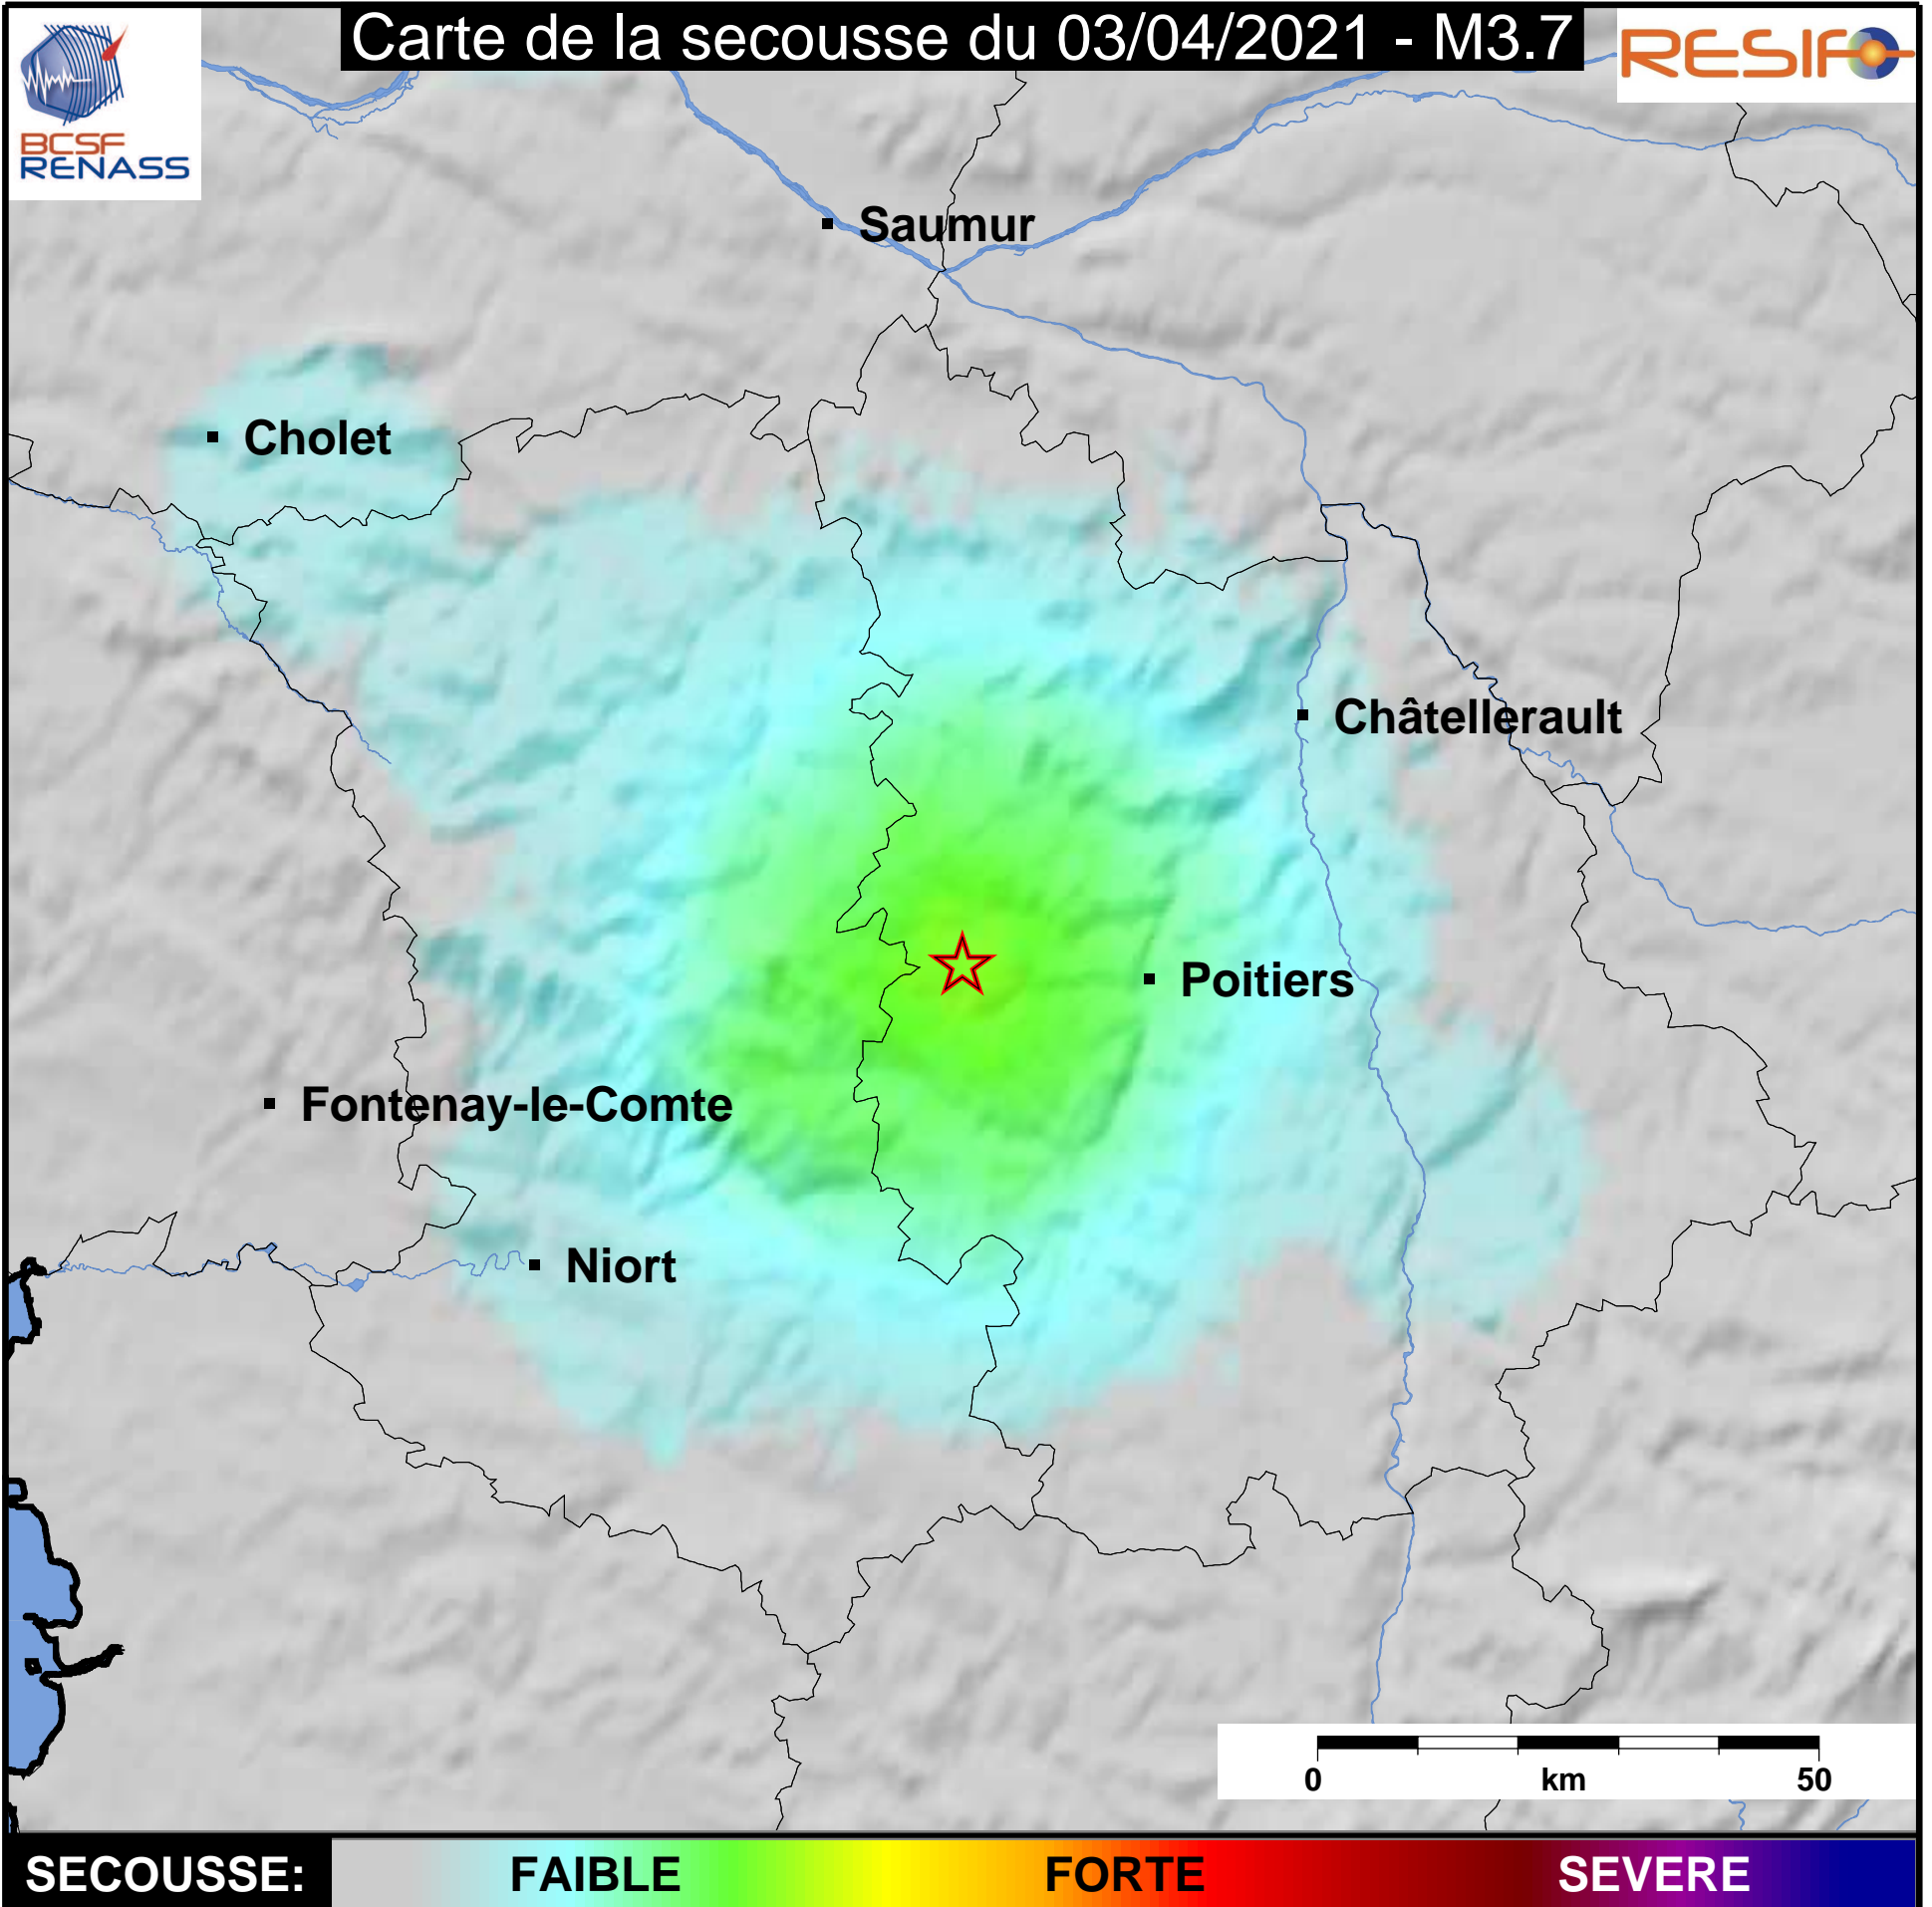 Carte de la secousse du 03/04/2021 - M3.7
BCSF
RENASS
RESIF
Saumur
Cholet
Châtellerault
Poitiers
Fontenay-le-Comte
Niort
0 km 50
SECOUSSE: FAIBLE FORTE SEVERE